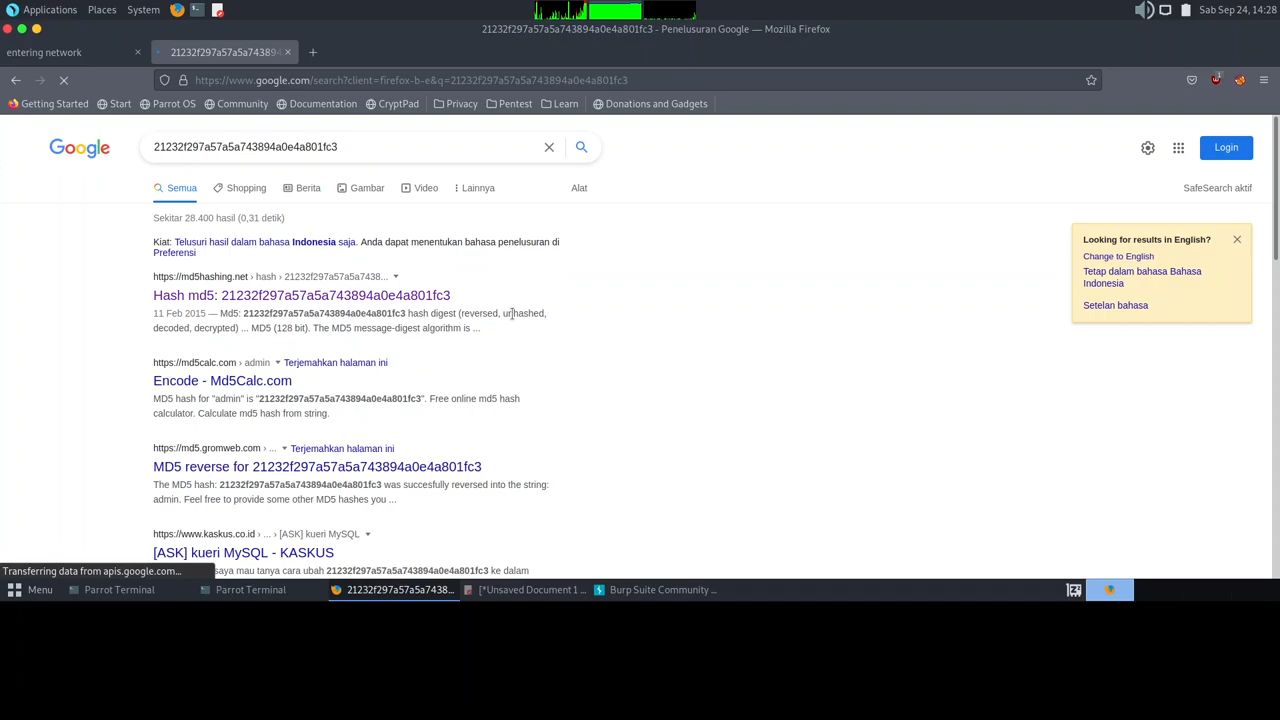 Applications Places System Sab Sep 24, 14:28
21232f297a57a5a743894a0e4a801fc3 - Penelusuran Google — Mozilla Firefox
entering network × 21232f297a57a5a743894 × +
https://www.google.com/search?client=firefox-b-e&q=21232f297a57a5a743894a0e4a801fc3
Getting Started Start Parrot OS Community Documentation CryptPad Privacy Pentest Learn Donations and Gadgets
Google 21232f297a57a5a743894a0e4a801fc3 Login
Semua Shopping Berita Gambar Video Lainnya Alat SafeSearch aktif
Sekitar 28.400 hasil (0,31 detik)
Kiat: Telusuri hasil dalam bahasa Indonesia saja. Anda dapat menentukan bahasa penelusuran di
Preferensi
https://md5hashing.net › hash › 21232f297a57a5a7438...
Hash md5: 21232f297a57a5a743894a0e4a801fc3
11 Feb 2015 — Md5: 21232f297a57a5a743894a0e4a801fc3 hash digest (reversed, unhashed,
decoded, decrypted) ... MD5 (128 bit). The MD5 message-digest algorithm is ...
https://md5calc.com › admin Terjemahkan halaman ini
Encode - Md5Calc.com
MD5 hash for "admin" is "21232f297a57a5a743894a0e4a801fc3". Free online md5 hash
calculator. Calculate md5 hash from string.
https://md5.gromweb.com › ... Terjemahkan halaman ini
MD5 reverse for 21232f297a57a5a743894a0e4a801fc3
The MD5 hash: 21232f297a57a5a743894a0e4a801fc3 was succesfully reversed into the string:
admin. Feel free to provide some other MD5 hashes you ...
https://www.kaskus.co.id › ... › [ASK] kueri MySQL
[ASK] kueri MySQL - KASKUS
saya mau tanya cara ubah 21232f297a57a5a743894a0e4a801fc3 ke dalam
Looking for results in English?
Change to English
Tetap dalam bahasa Bahasa
Indonesia
Setelan bahasa
Transferring data from apis.google.com...
Menu Parrot Terminal Parrot Terminal 21232f297a57a5a7438... [*Unsaved Document 1 ... Burp Suite Community ...